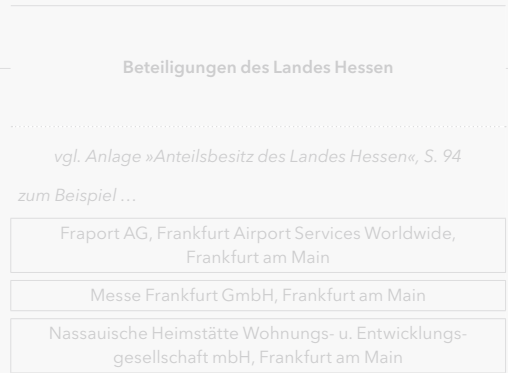 Beteiligungen des Landes Hessen
vgl. Anlage »Anteilsbesitz des Landes Hessen«, S. 94
zum Beispiel …
Fraport AG, Frankfurt Airport Services Worldwide,
Frankfurt am Main
Messe Frankfurt GmbH, Frankfurt am Main
Nassauische Heimstätte Wohnungs- u. Entwicklungs-
gesellschaft mbH, Frankfurt am Main